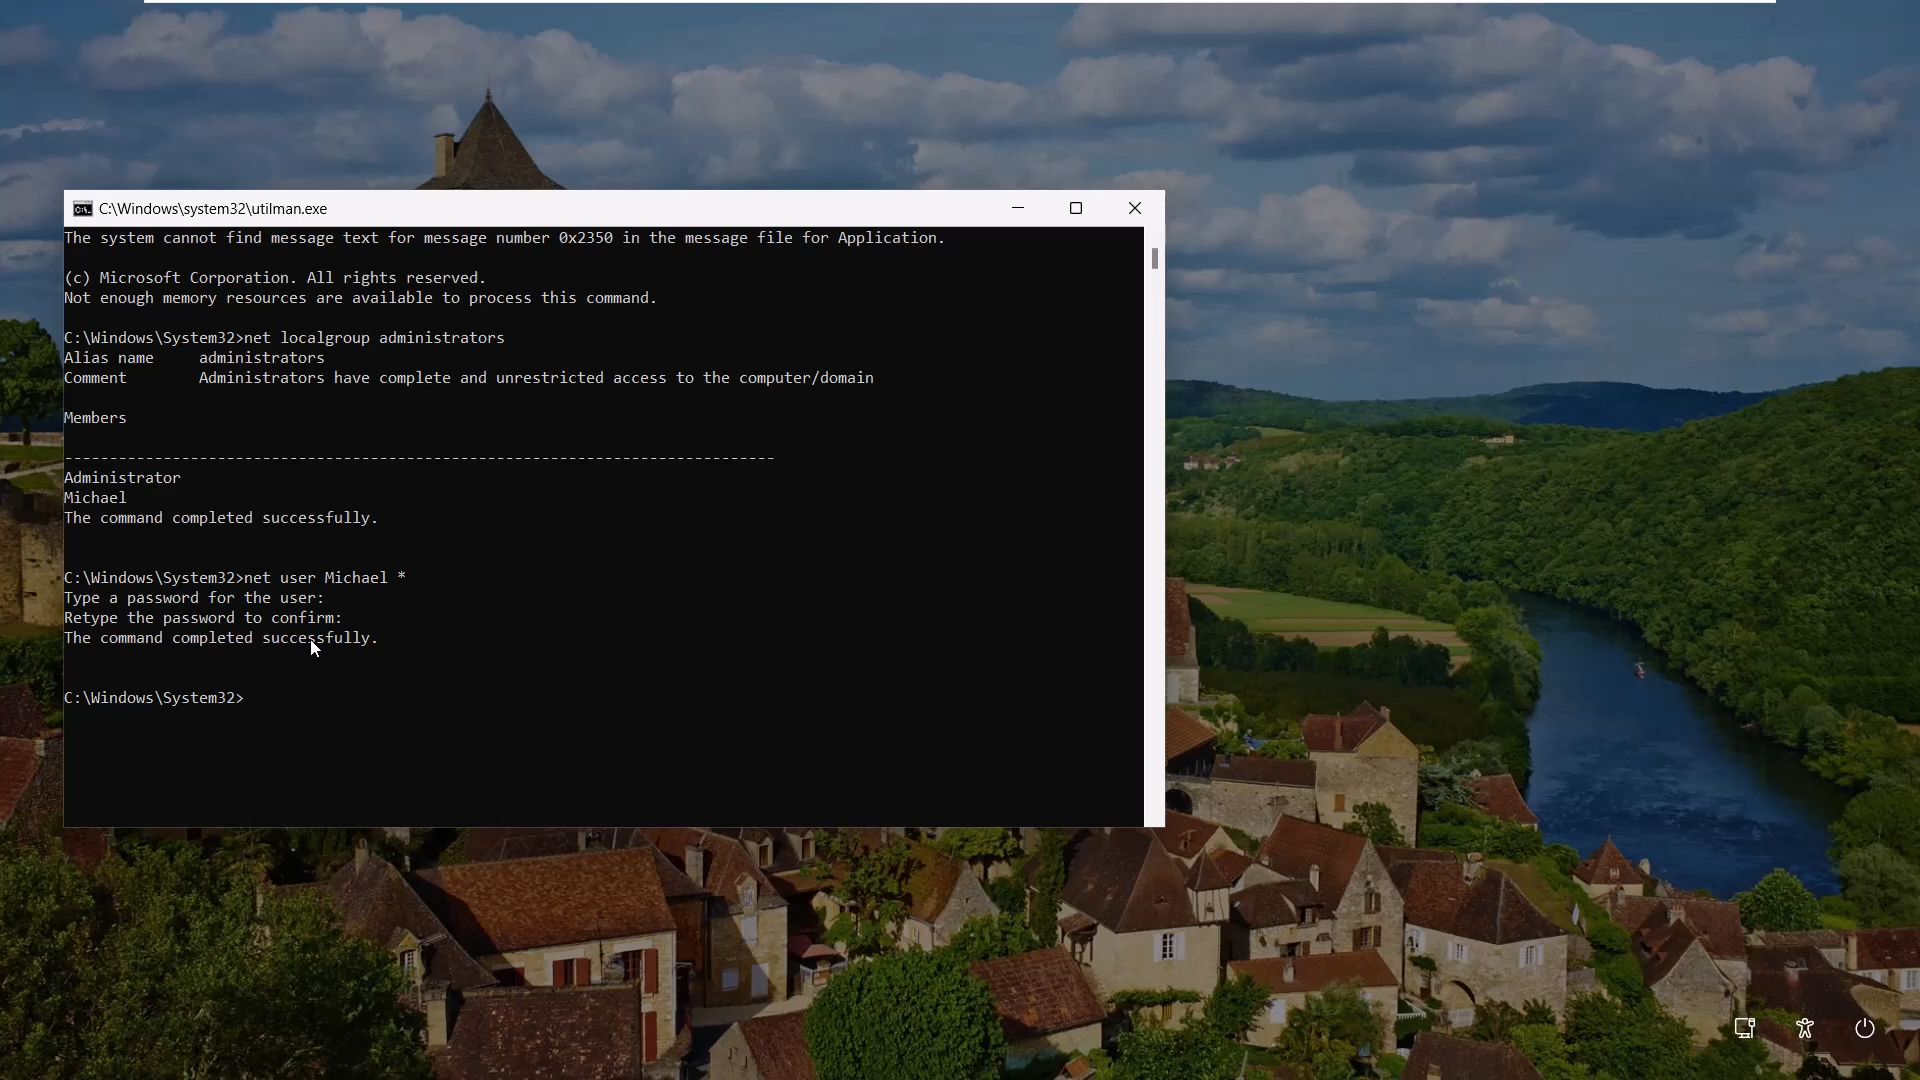 C:\Windows\system32\utilman.exe
The system cannot find message text for message number 0x2350 in the message file for Application.
(c) Microsoft Corporation. All rights reserved.
Not enough memory resources are available to process this command.
C:\Windows\System32>net localgroup administrators
Alias name     administrators
Comment        Administrators have complete and unrestricted access to the computer/domain
Members
-------------------------------------------------------------------------------
Administrator
Michael
The command completed successfully.
C:\Windows\System32>net user Michael *
Type a password for the user:
Retype the password to confirm:
The command completed successfully.
C:\Windows\System32>